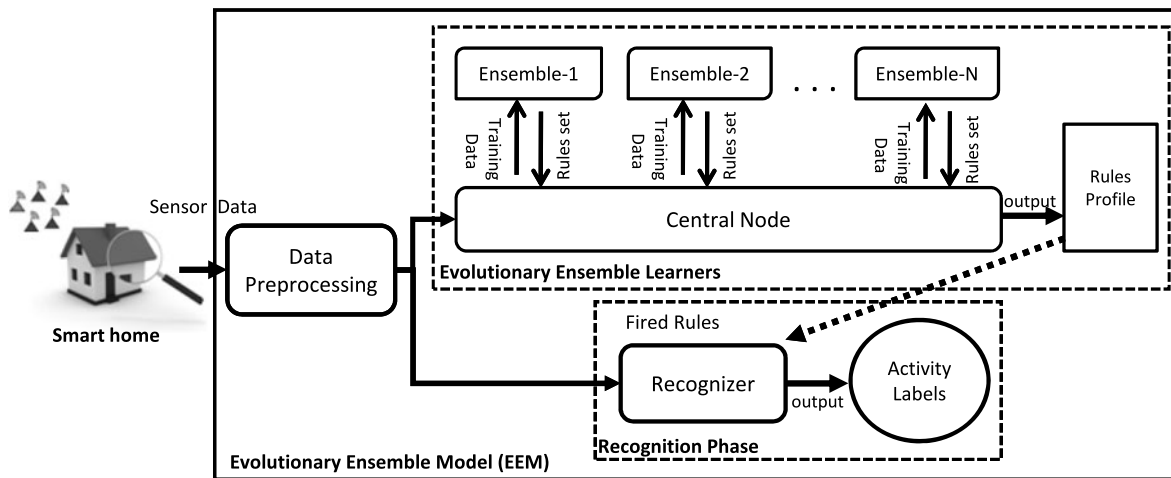 Ensemble-1
Ensemble-2
. . .
Ensemble-N
Training
Data
Rules set
Training
Data
Rules set
Training
Data
Rules set
Rules
Profile
Sensor Data
Central Node
output
Data
Preprocessing
Evolutionary Ensemble Learners
Smart home
Fired Rules
Recognizer
output
Activity
Labels
Recognition Phase
Evolutionary Ensemble Model (EEM)